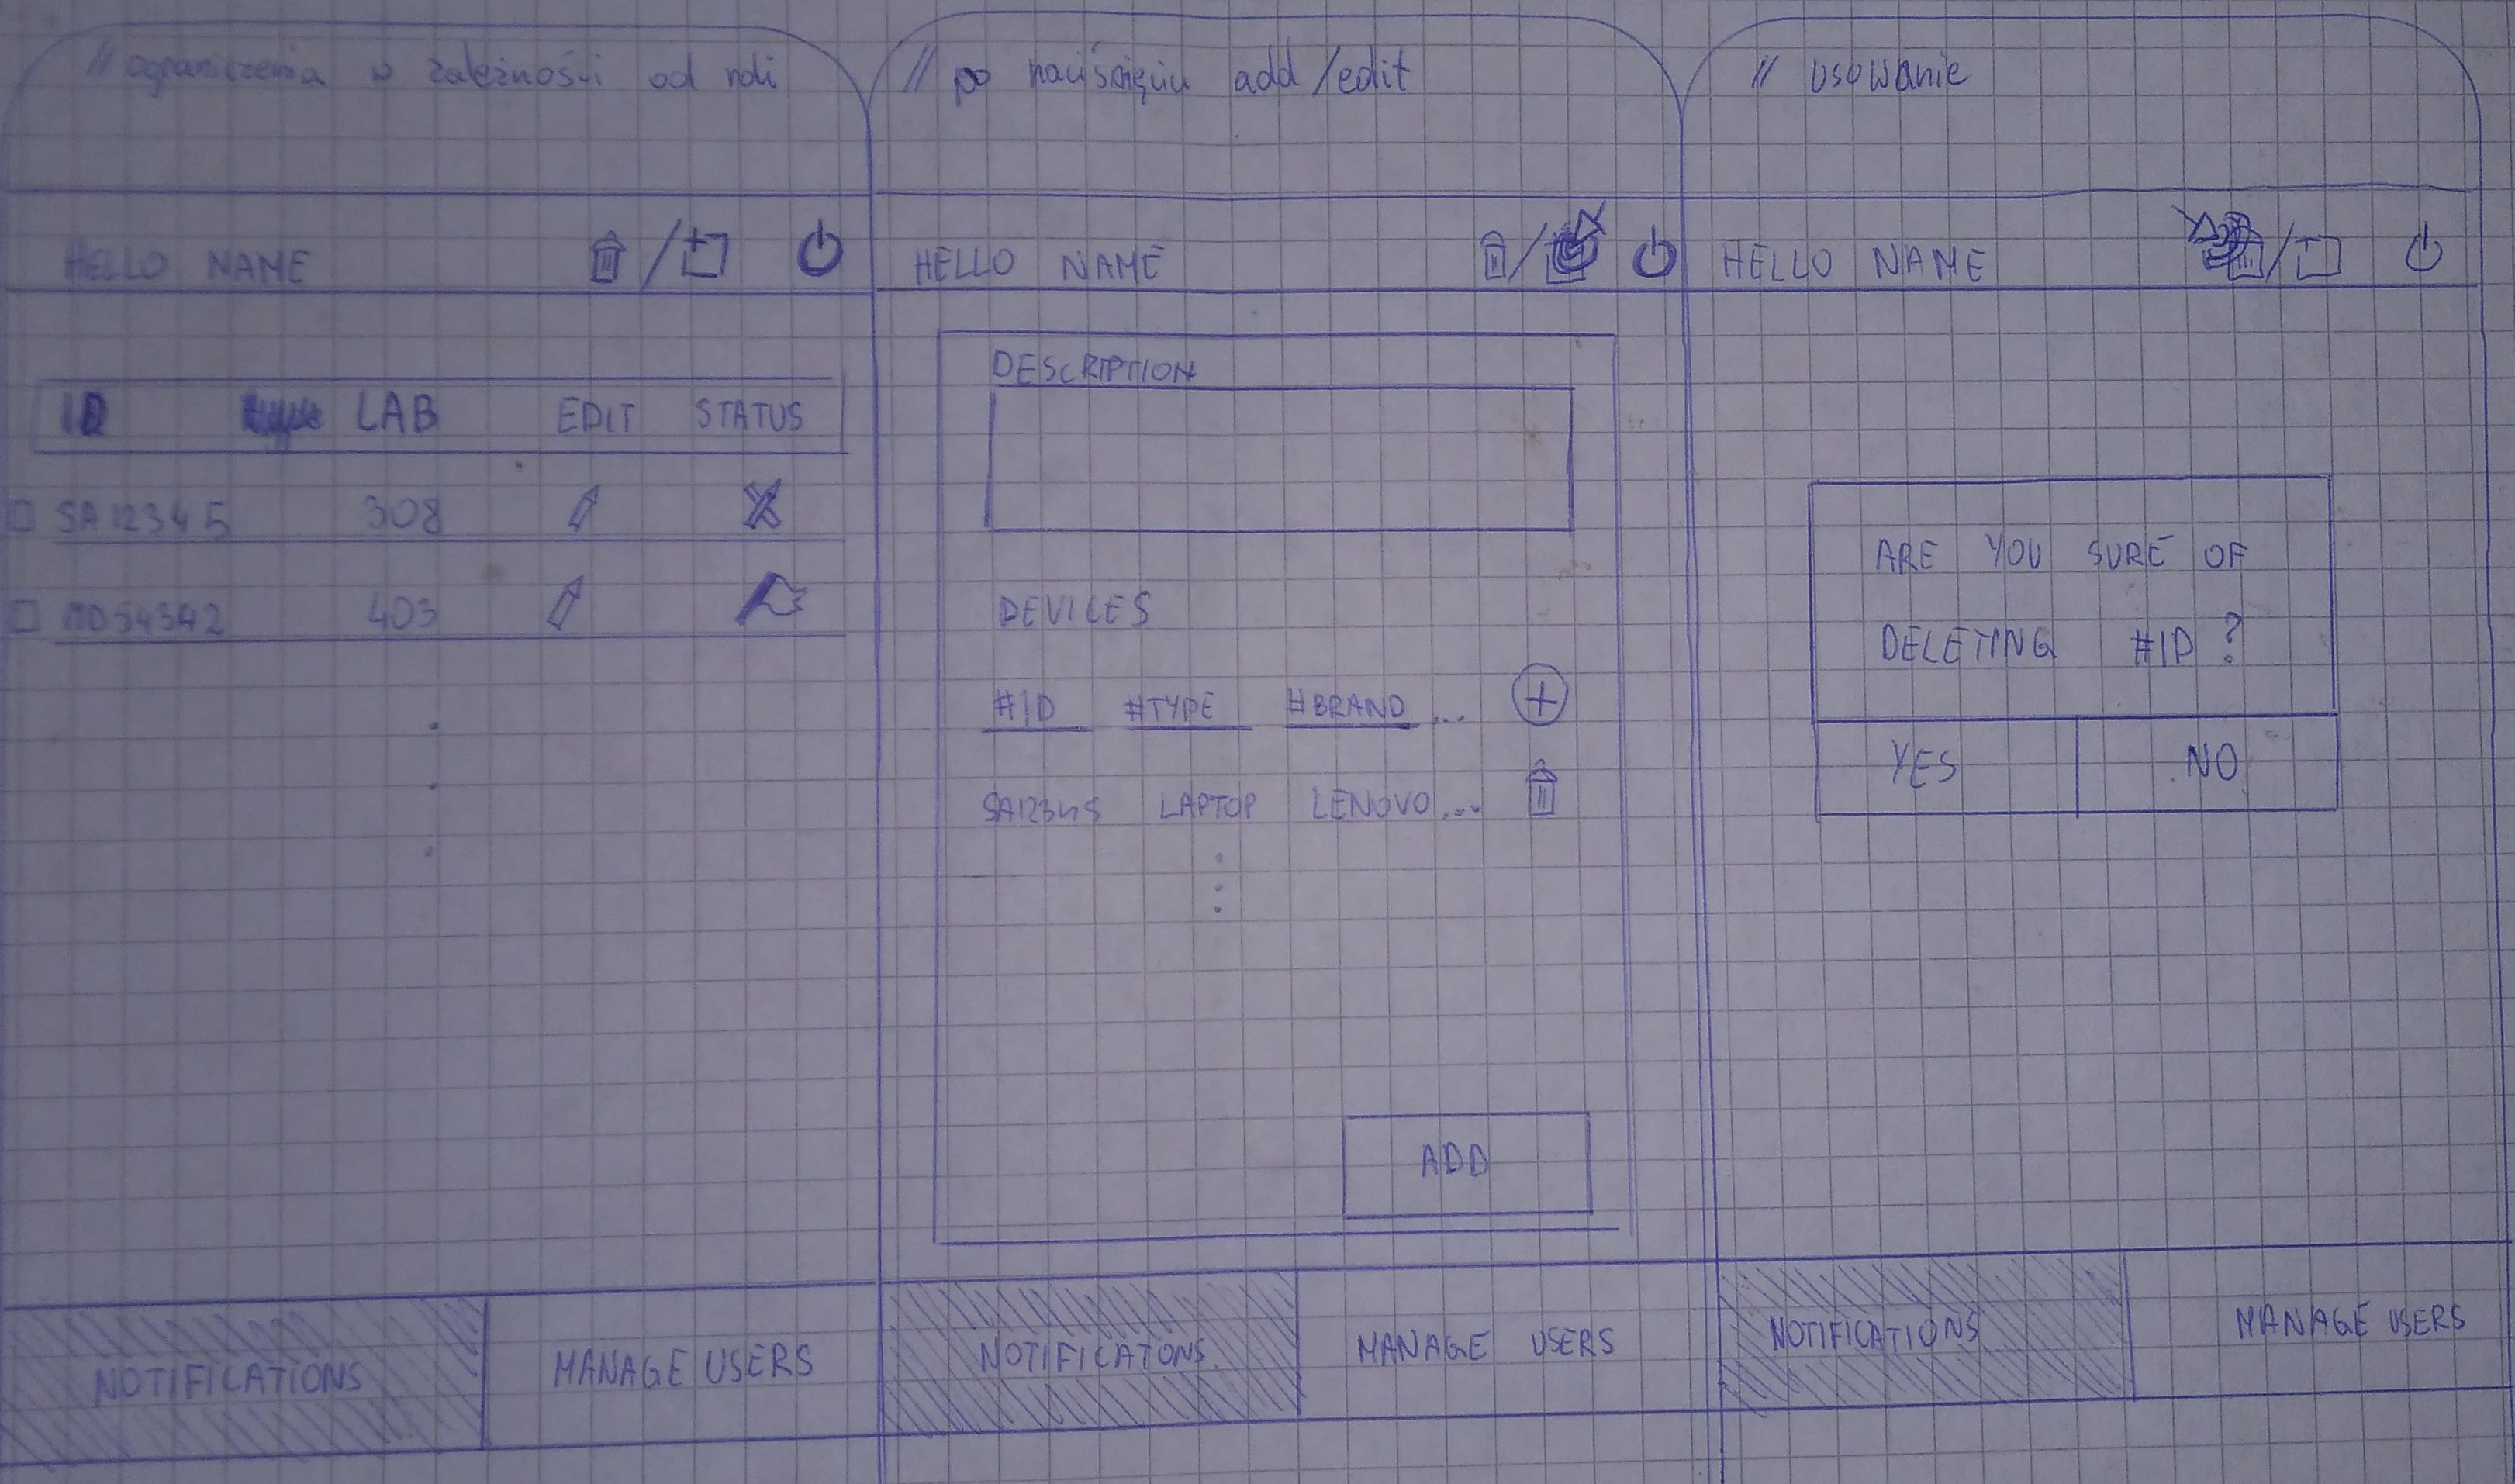 // ograniczenia w zależności od roli
HELLO NAME
ID LAB EDIT STATUS
SA12345 308
MD54342 403
NOTIFICATIONS MANAGE USERS
// po naciśnięciu add/edit
HELLO NAME
DESCRIPTION
DEVICES
#ID #TYPE #BRAND ...
SA12345 LAPTOP LENOVO ...
ADD
NOTIFICATONS MANAGE USERS
// usowanie
HELLO NAME
ARE YOU SURE OF
DELETING #ID ?
YES NO
NOTIFICATIONS MANAGE USERS